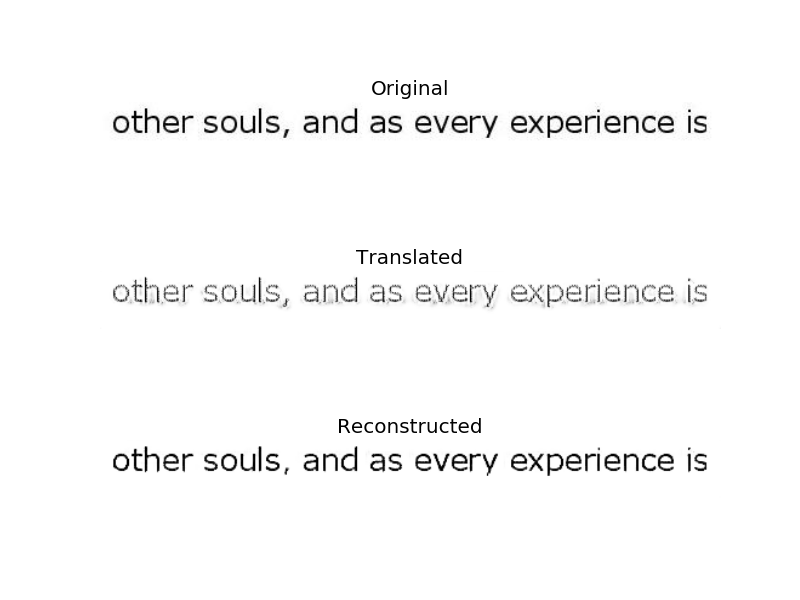 Original
other souls, and as every experience is
Translated
other souls, and as every experience is
Reconstructed
other souls, and as every experience is